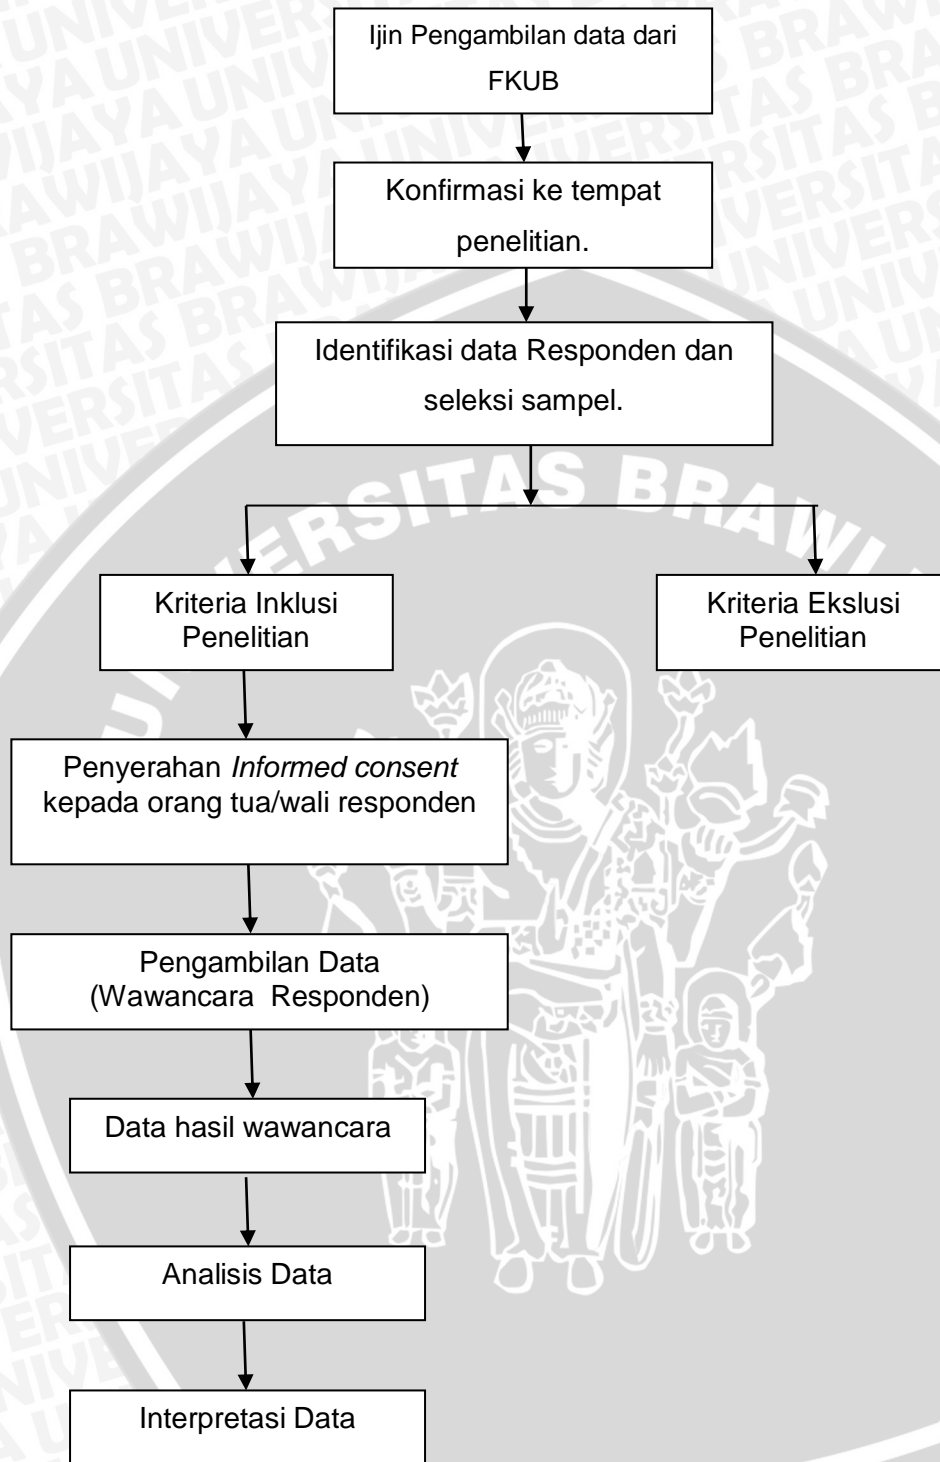 Ijin Pengambilan data dari
FKUB
Konfirmasi ke tempat
penelitian.
Identifikasi data Responden dan
seleksi sampel.
UNIVERSITAS BRAWIJ
Kriteria Inklusi
Penelitian
Kriteria Ekslusi
Penelitian
Penyerahan Informed consent
kepada orang tua/wali responden
Pengambilan Data
(Wawancara Responden)
Data hasil wawancara
Analisis Data
Interpretasi Data